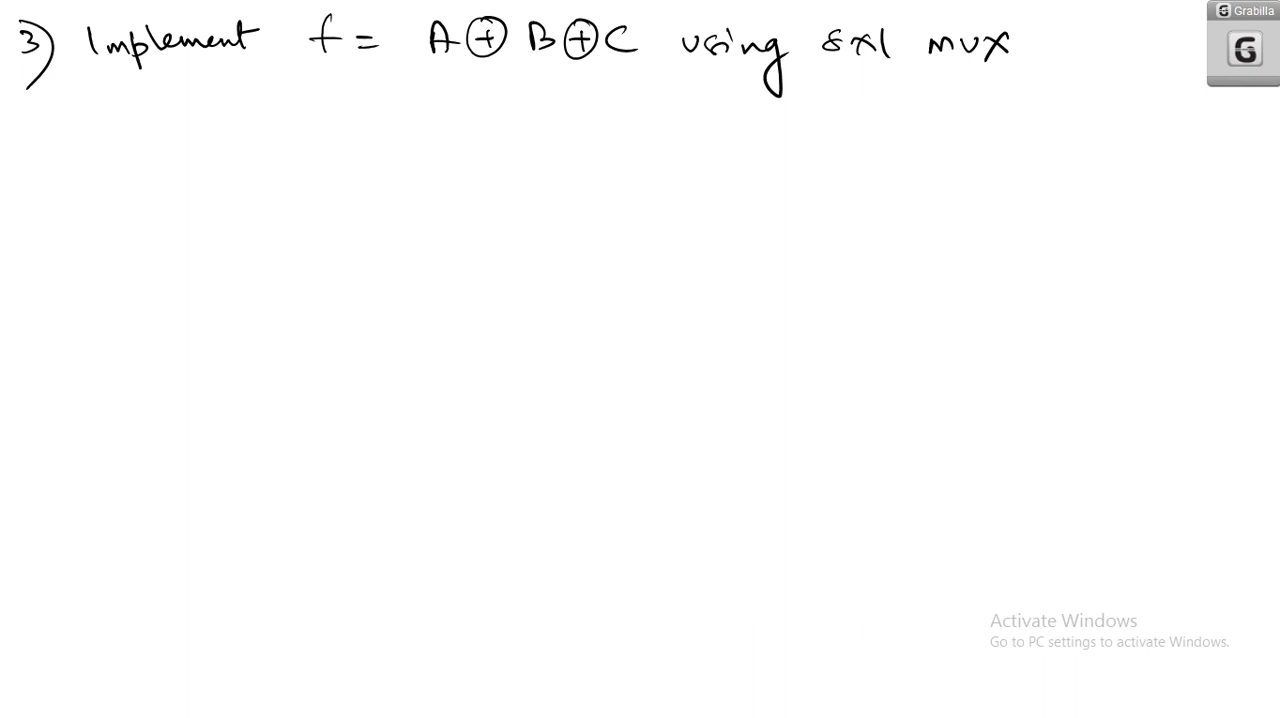 3) Implement f = A ⊕ B ⊕ C using 8x1 mux
G Grabilla
G
Activate Windows
Go to PC settings to activate Windows.